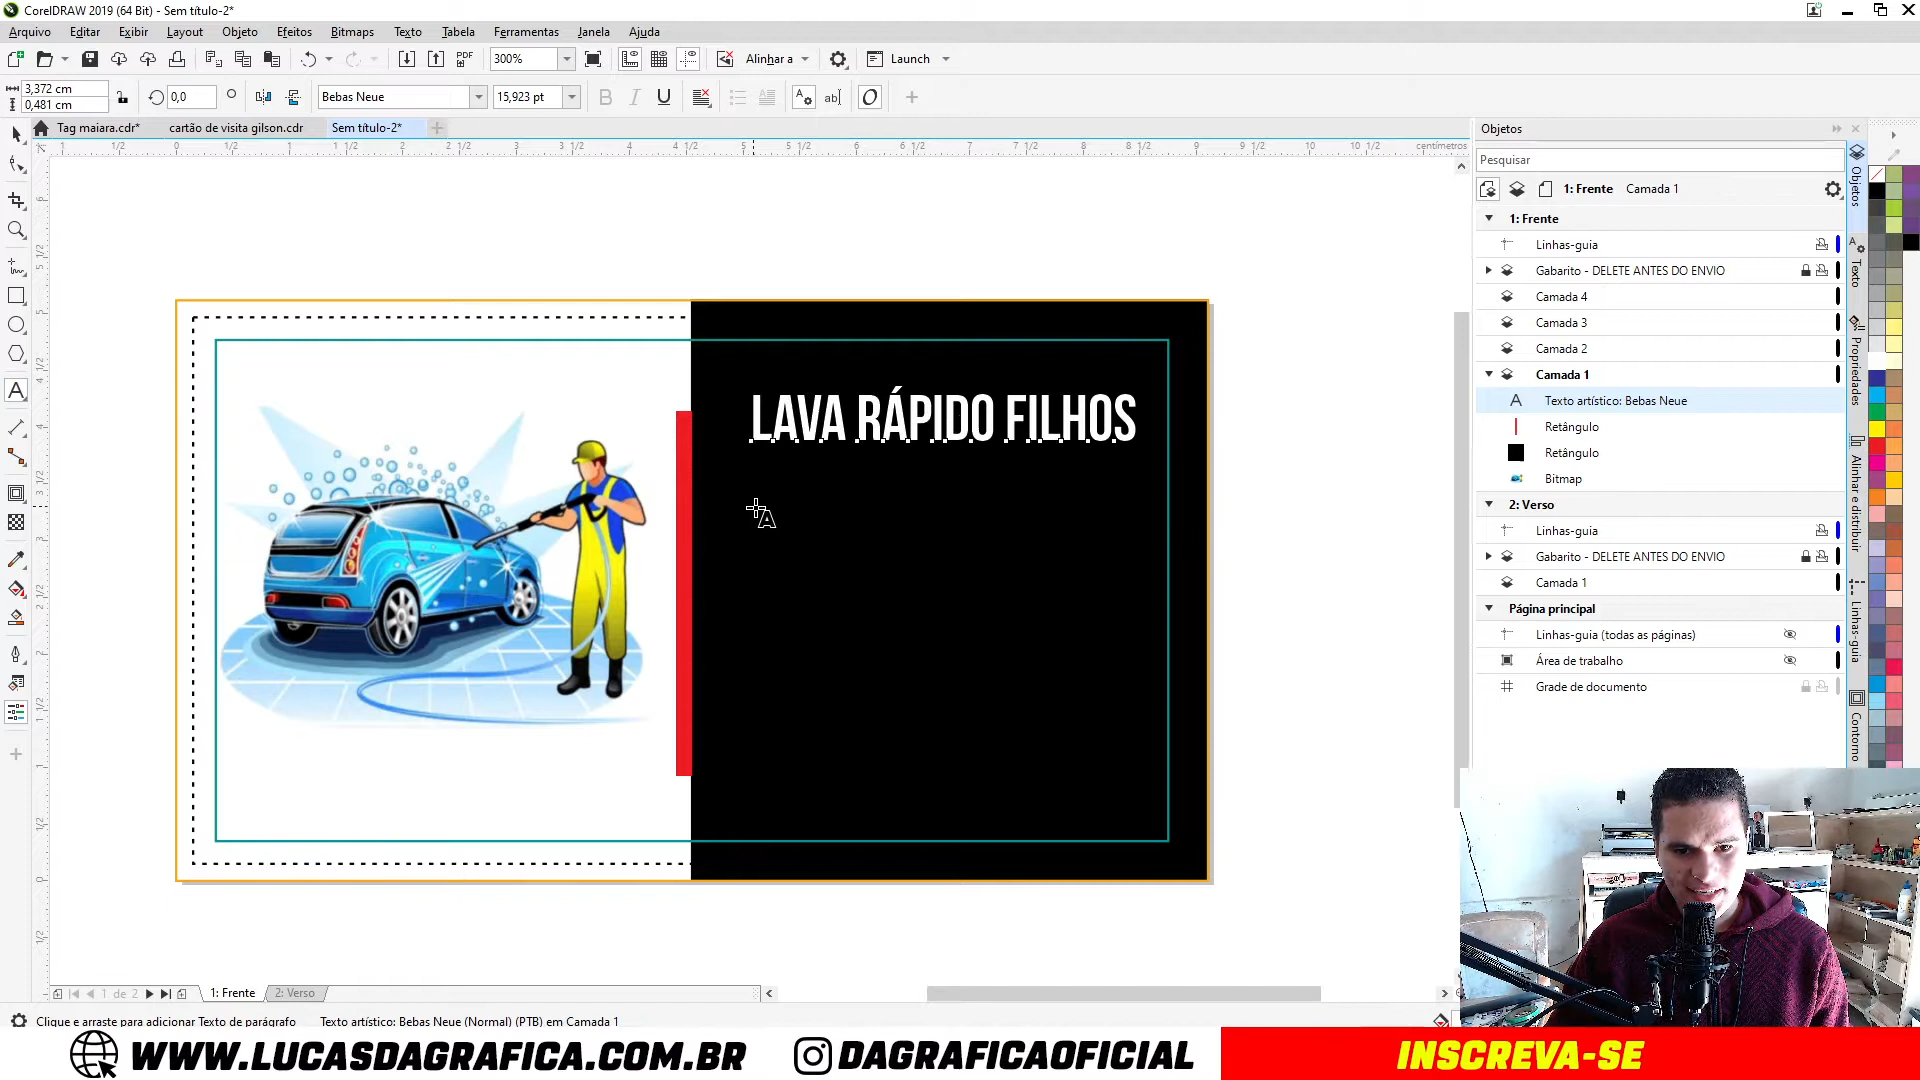 CorelDRAW 2019 (64 Bit) - Sem título-2*
Arquivo Editar Exibir Layout Objeto Efeitos Bitmaps Texto Tabela Ferramentas Janela Ajuda
PDF 300% Alinhar a Launch
3,372 cm
0,481 cm
0,0 Bebas Neue 15,923 pt
Tag maiara.cdr* cartão de visita gilson.cdr Sem título-2*
centímetros
LAVA RÁPIDO FILHOS
Objetos
Pesquisar
1: Frente Camada 1
1: Frente
Linhas-guia
Gabarito - DELETE ANTES DO ENVIO
Camada 4
Camada 3
Camada 2
Camada 1
Texto artístico: Bebas Neue
Retângulo
Retângulo
Bitmap
2: Verso
Linhas-guia
Gabarito - DELETE ANTES DO ENVIO
Camada 1
Página principal
Linhas-guia (todas as páginas)
Área de trabalho
Grade de documento
Objetos
Texto
Propriedades
Alinhar e distribuir
Linhas-guia
Contorno
1 de 2 1: Frente 2: Verso
Clique e arraste para adicionar Texto de parágrafo Texto artístico: Bebas Neue (Normal) (PTB) em Camada 1
WWW.LUCASDAGRAFICA.COM.BR DAGRAFICAOFICIAL INSCREVA-SE